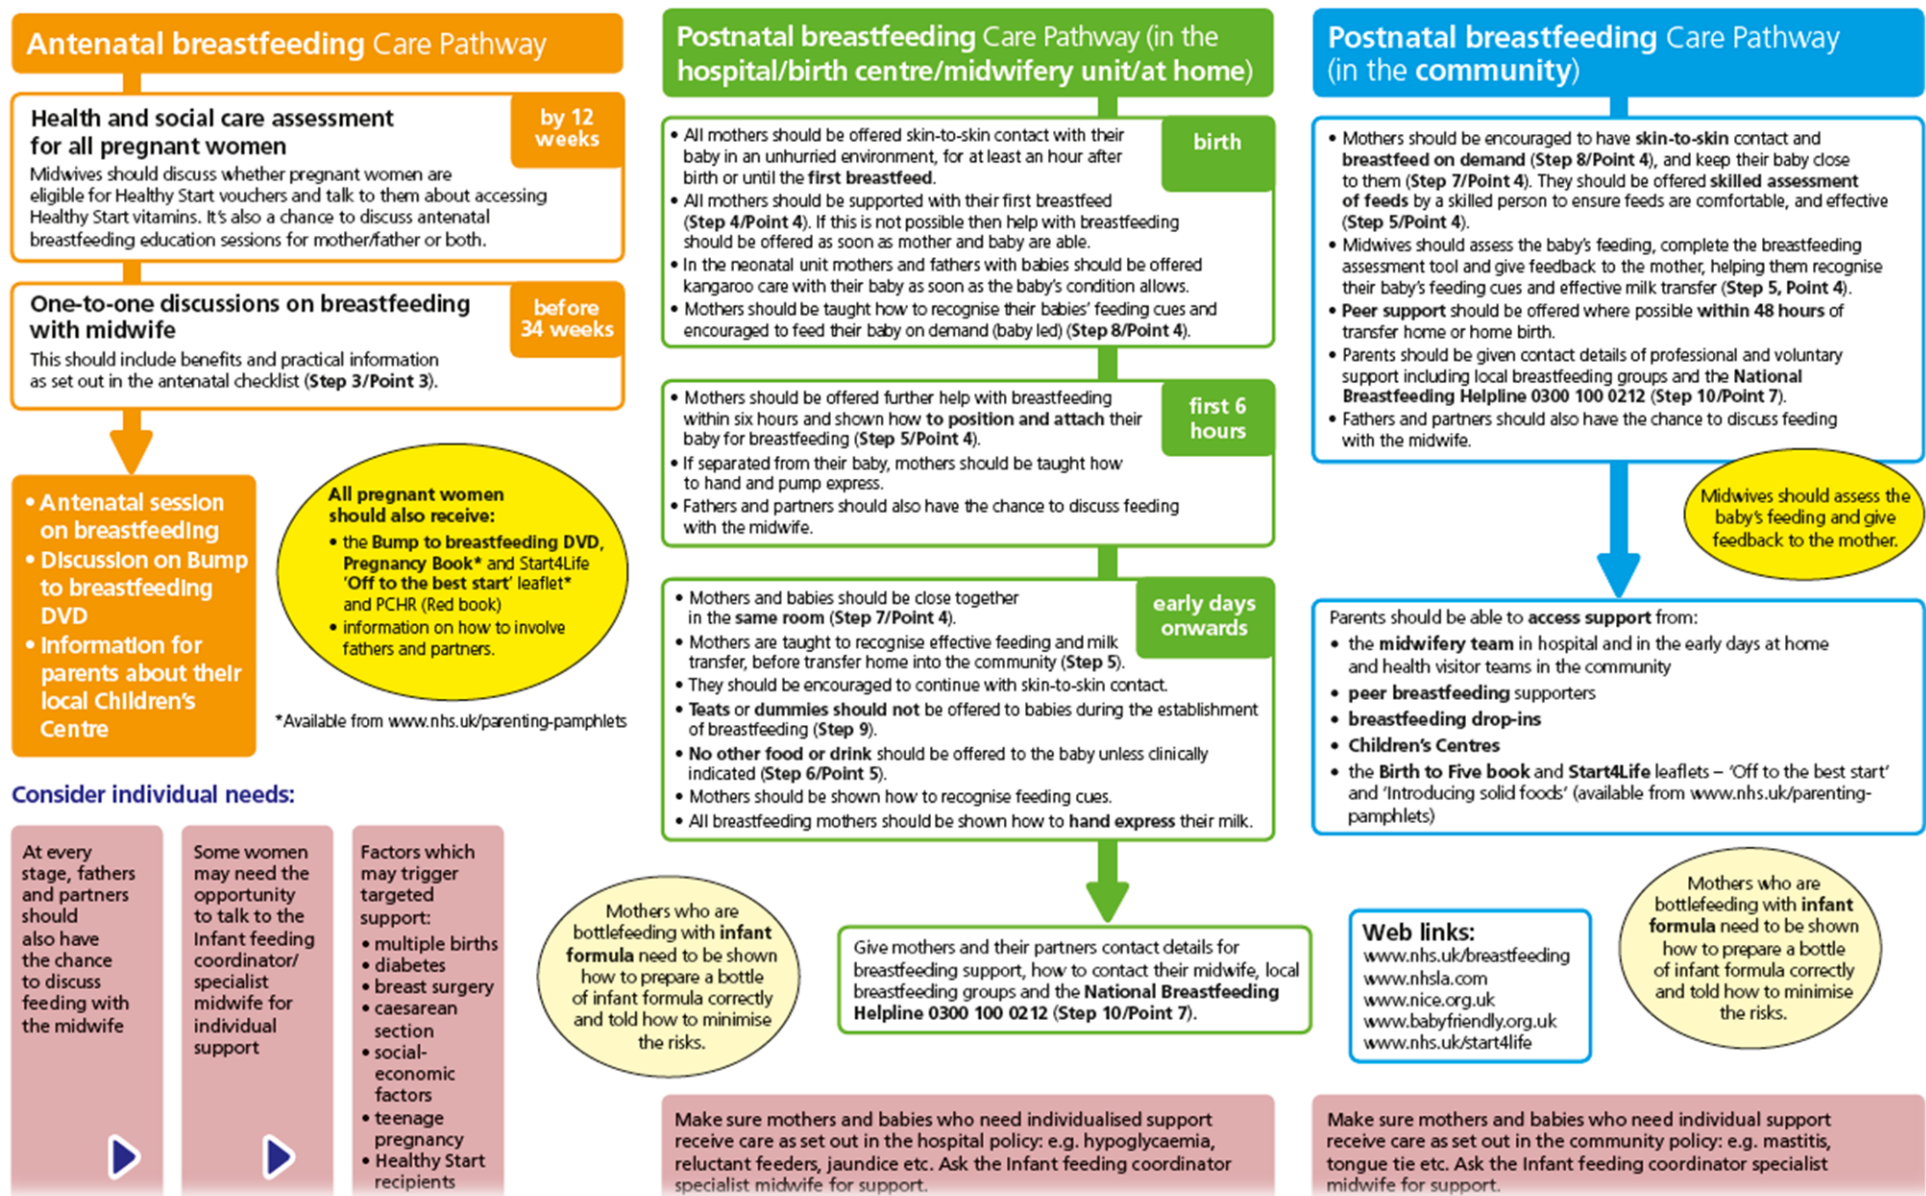 Antenatal breastfeeding Care Pathway
Health and social care assessment
for all pregnant women
by 12
weeks
Midwives should discuss whether pregnant women are
eligible for Healthy Start vouchers and talk to them about accessing
Healthy Start vitamins. It's also a chance to discuss antenatal
breastfeeding education sessions for mother/father or both.
One-to-one discussions on breastfeeding
with midwife
before
34 weeks
This should include benefits and practical information
as set out in the antenatal checklist (Step 3/Point 3).
• Antenatal session
on breastfeeding
• Discussion on Bump
to breastfeeding
DVD
• Information for
parents about their
local Children's
Centre
All pregnant women
should also receive:
• the Bump to breastfeeding DVD,
Pregnancy Book* and Start4Life
'Off to the best start' leaflet*
and PCHR (Red book)
• information on how to involve
fathers and partners.
*Available from www.nhs.uk/parenting-pamphlets
Consider individual needs:
At every
stage, fathers
and partners
should
also have
the chance
to discuss
feeding with
the midwife
Some women
may need the
opportunity
to talk to the
Infant feeding
coordinator/
specialist
midwife for
individual
support
Factors which
may trigger
targeted
support:
• multiple births
• diabetes
• breast surgery
• caesarean
section
• social-
economic
factors
• teenage
pregnancy
• Healthy Start
recipients
Postnatal breastfeeding Care Pathway (in the
hospital/birth centre/midwifery unit/at home)
birth
• All mothers should be offered skin-to-skin contact with their
baby in an unhurried environment, for at least an hour after
birth or until the first breastfeed.
• All mothers should be supported with their first breastfeed
(Step 4/Point 4). If this is not possible then help with breastfeeding
should be offered as soon as mother and baby are able.
• In the neonatal unit mothers and fathers with babies should be offered
kangaroo care with their baby as soon as the baby's condition allows.
• Mothers should be taught how to recognise their babies' feeding cues and
encouraged to feed their baby on demand (baby led) (Step 8/Point 4).
first 6
hours
• Mothers should be offered further help with breastfeeding
within six hours and shown how to position and attach their
baby for breastfeeding (Step 5/Point 4).
• If separated from their baby, mothers should be taught how
to hand and pump express.
• Fathers and partners should also have the chance to discuss feeding
with the midwife.
early days
onwards
• Mothers and babies should be close together
in the same room (Step 7/Point 4).
• Mothers are taught to recognise effective feeding and milk
transfer, before transfer home into the community (Step 5).
• They should be encouraged to continue with skin-to-skin contact.
• Teats or dummies should not be offered to babies during the establishment
of breastfeeding (Step 9).
• No other food or drink should be offered to the baby unless clinically
indicated (Step 6/Point 5).
• Mothers should be shown how to recognise feeding cues.
• All breastfeeding mothers should be shown how to hand express their milk.
Mothers who are
bottlefeeding with infant
formula need to be shown
how to prepare a bottle
of infant formula correctly
and told how to minimise
the risks.
Give mothers and their partners contact details for
breastfeeding support, how to contact their midwife, local
breastfeeding groups and the National Breastfeeding
Helpline 0300 100 0212 (Step 10/Point 7).
Make sure mothers and babies who need individualised support
receive care as set out in the hospital policy: e.g. hypoglycaemia,
reluctant feeders, jaundice etc. Ask the Infant feeding coordinator
specialist midwife for support.
Postnatal breastfeeding Care Pathway
(in the community)
• Mothers should be encouraged to have skin-to-skin contact and
breastfeed on demand (Step 8/Point 4), and keep their baby close
to them (Step 7/Point 4). They should be offered skilled assessment
of feeds by a skilled person to ensure feeds are comfortable, and effective
(Step 5/Point 4).
• Midwives should assess the baby's feeding, complete the breastfeeding
assessment tool and give feedback to the mother, helping them recognise
their baby's feeding cues and effective milk transfer (Step 5, Point 4).
• Peer support should be offered where possible within 48 hours of
transfer home or home birth.
• Parents should be given contact details of professional and voluntary
support including local breastfeeding groups and the National
Breastfeeding Helpline 0300 100 0212 (Step 10/Point 7).
• Fathers and partners should also have the chance to discuss feeding
with the midwife.
Midwives should assess the
baby's feeding and give
feedback to the mother.
Parents should be able to access support from:
• the midwifery team in hospital and in the early days at home
and health visitor teams in the community
• peer breastfeeding supporters
• breastfeeding drop-ins
• Children's Centres
• the Birth to Five book and Start4Life leaflets – 'Off to the best start'
and 'Introducing solid foods' (available from www.nhs.uk/parenting-
pamphlets)
Web links:
www.nhs.uk/breastfeeding
www.nhsla.com
www.nice.org.uk
www.babyfriendly.org.uk
www.nhs.uk/start4life
Mothers who are
bottlefeeding with infant
formula need to be shown
how to prepare a bottle
of infant formula correctly
and told how to minimise
the risks.
Make sure mothers and babies who need individual support
receive care as set out in the community policy: e.g. mastitis,
tongue tie etc. Ask the Infant feeding coordinator specialist
midwife for support.